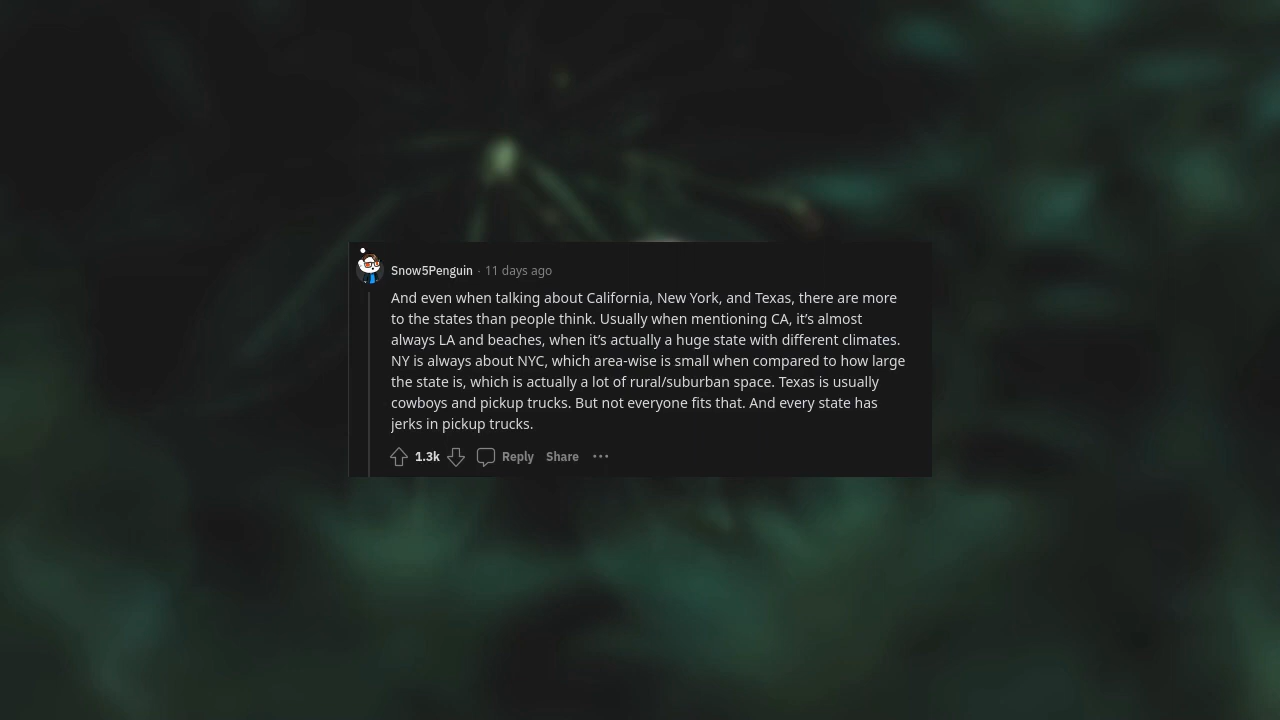 Snow5Penguin · 11 days ago
And even when talking about California, New York, and Texas, there are more
to the states than people think. Usually when mentioning CA, it’s almost
always LA and beaches, when it’s actually a huge state with different climates.
NY is always about NYC, which area-wise is small when compared to how large
the state is, which is actually a lot of rural/suburban space. Texas is usually
cowboys and pickup trucks. But not everyone fits that. And every state has
jerks in pickup trucks.
1.3k Reply Share